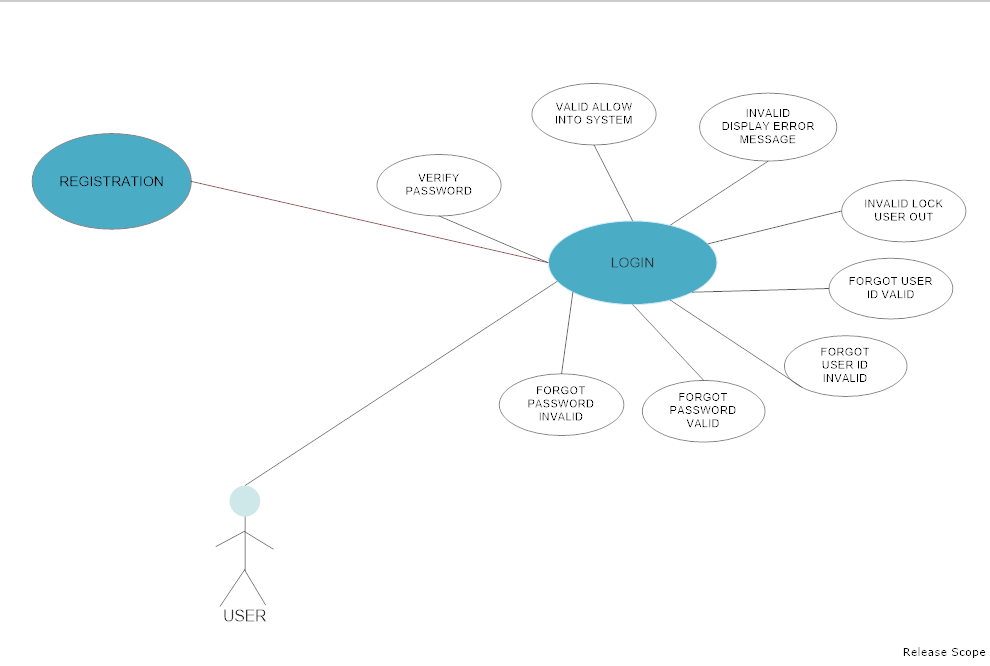 VALID ALLOW
INTO SYSTEM
INVALID
DISPLAY ERROR
MESSAGE
REGISTRATION
VERIFY
PASSWORD
INVALID LOCK
USER OUT
LOGIN
FORGOT USER
ID VALID
FORGOT
USER ID
INVALID
FORGOT
PASSWORD
INVALID
FORGOT
PASSWORD
VALID
USER
Release Scope